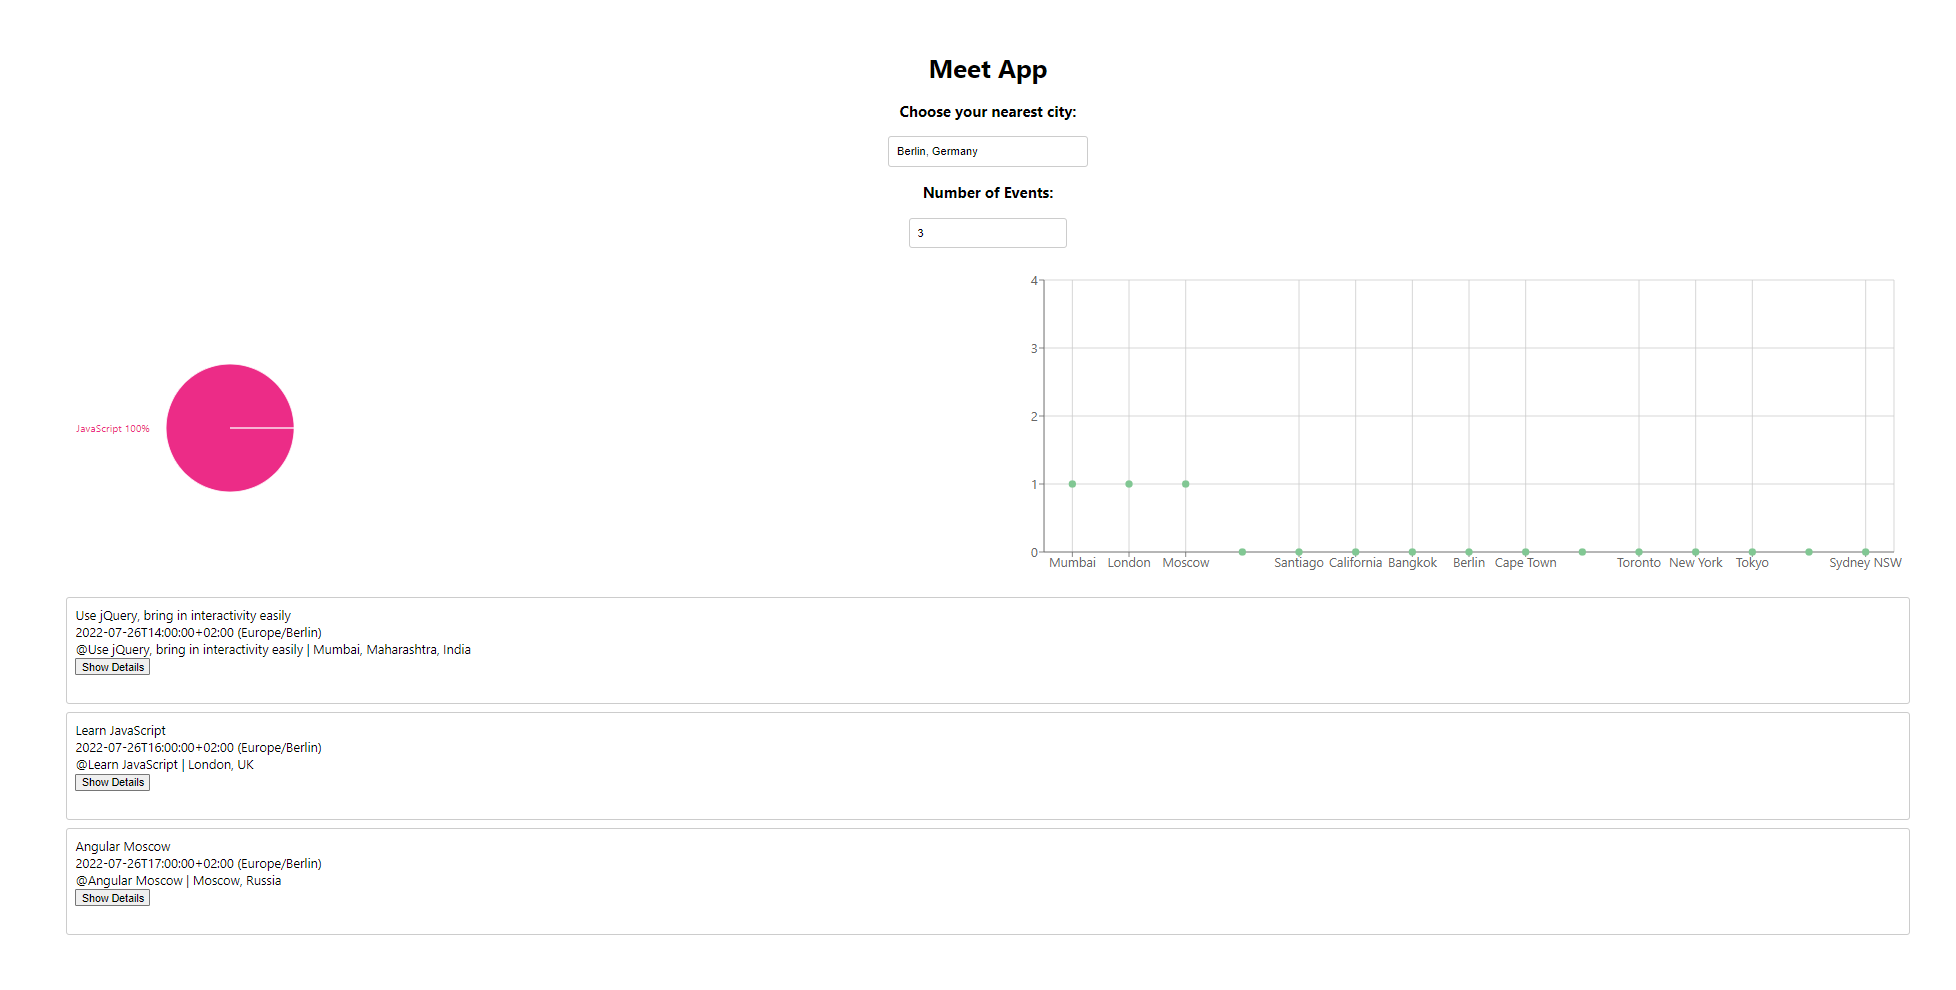 Meet App
Choose your nearest city:
Berlin, Germany
Number of Events:
3
JavaScript 100%
4
3
2
1
0
Mumbai London Moscow Santiago California Bangkok Berlin Cape Town Toronto New York Tokyo Sydney NSW
Use jQuery, bring in interactivity easily
2022-07-26T14:00:00+02:00 (Europe/Berlin)
@Use jQuery, bring in interactivity easily | Mumbai, Maharashtra, India
Show Details
Learn JavaScript
2022-07-26T16:00:00+02:00 (Europe/Berlin)
@Learn JavaScript | London, UK
Show Details
Angular Moscow
2022-07-26T17:00:00+02:00 (Europe/Berlin)
@Angular Moscow | Moscow, Russia
Show Details